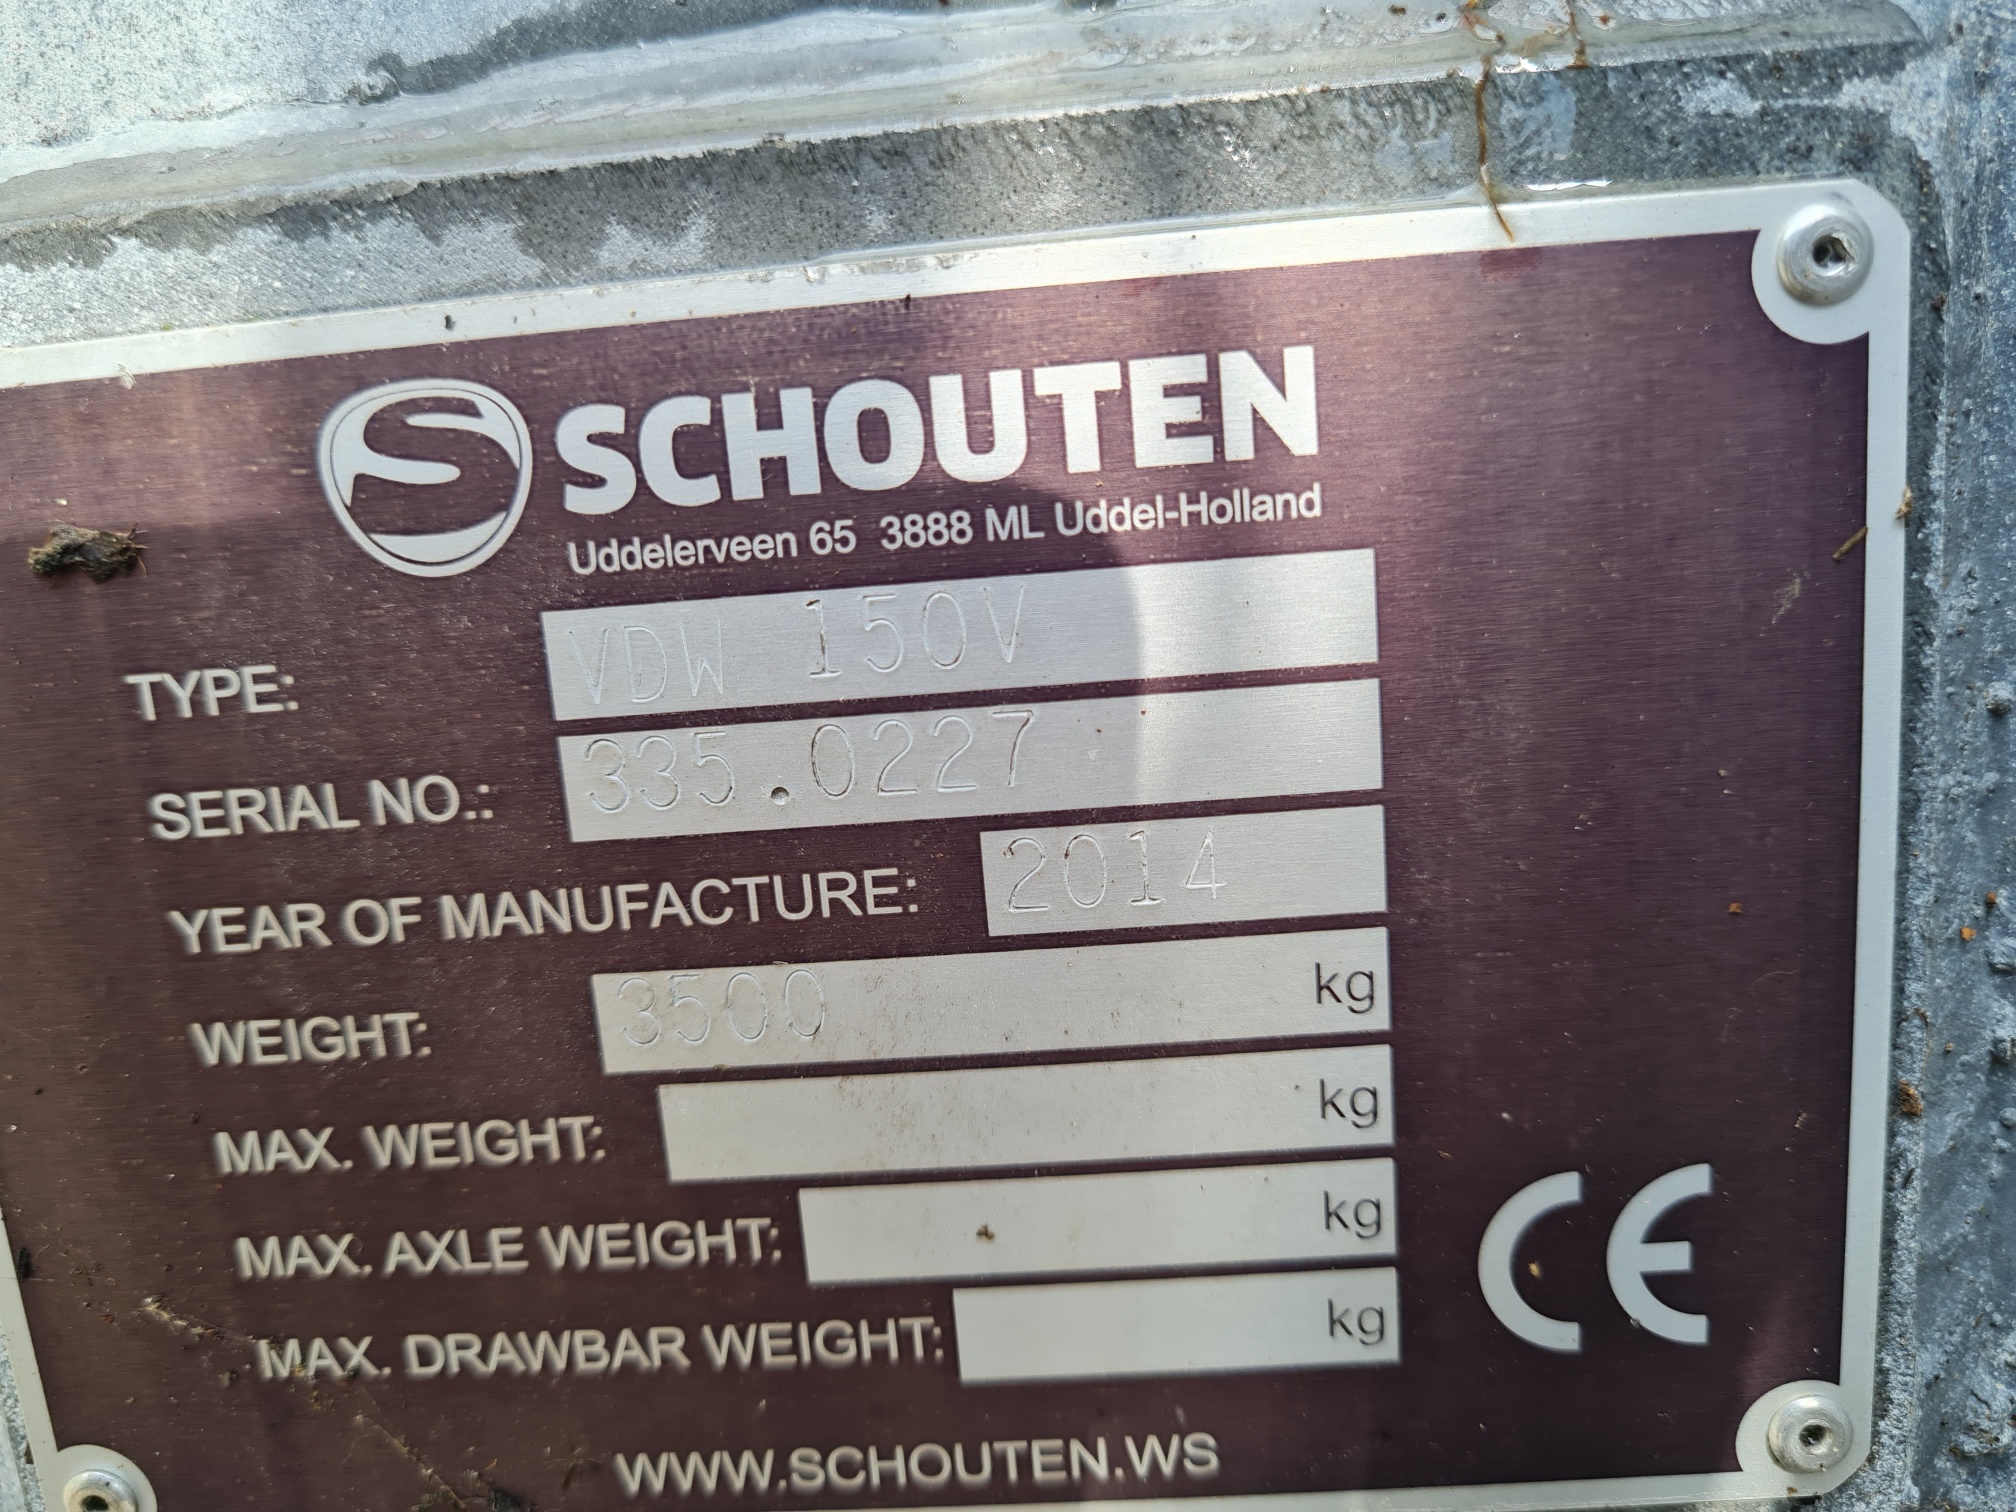 SCHOUTEN
Uddelerveen 65 3888 ML Uddel-Holland
TYPE: VDW 150V
SERIAL NO.: 335.0227
YEAR OF MANUFACTURE: 2014
WEIGHT: 3500 kg
MAX. WEIGHT: kg
MAX. AXLE WEIGHT: kg
MAX. DRAWBAR WEIGHT: kg
CE
WWW.SCHOUTEN.WS